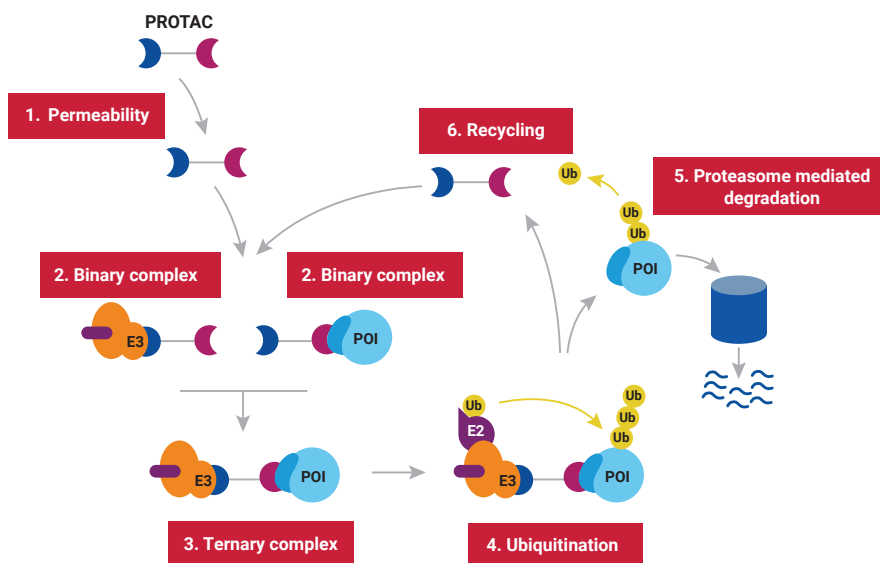 PROTAC
1. Permeability
6. Recycling
Ub
5. Proteasome mediated
degradation
Ub
Ub
POI
2. Binary complex
2. Binary complex
E3
POI
Ub
E2
Ub
Ub
Ub
E3
POI
E3
POI
3. Ternary complex
4. Ubiquitination